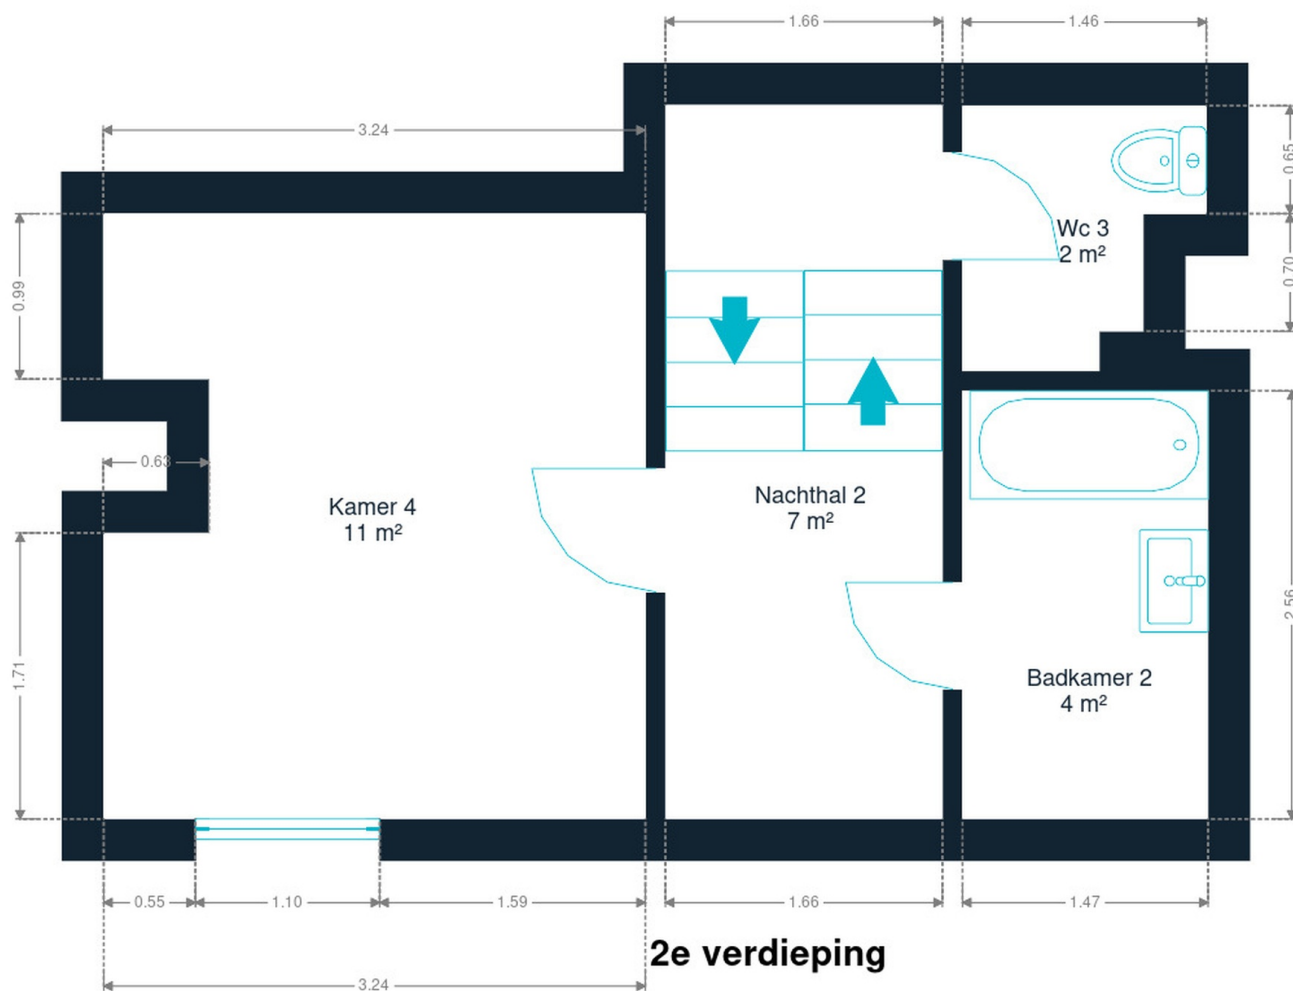 1.66
1.46
3.24
0.65
Wc 3
2 m²
0.70
0.99
0.63
Kamer 4
11 m²
Nachthal 2
7 m²
2.56
1.71
Badkamer 2
4 m²
0.55
1.10
1.59
1.66
1.47
2e verdieping
3.24